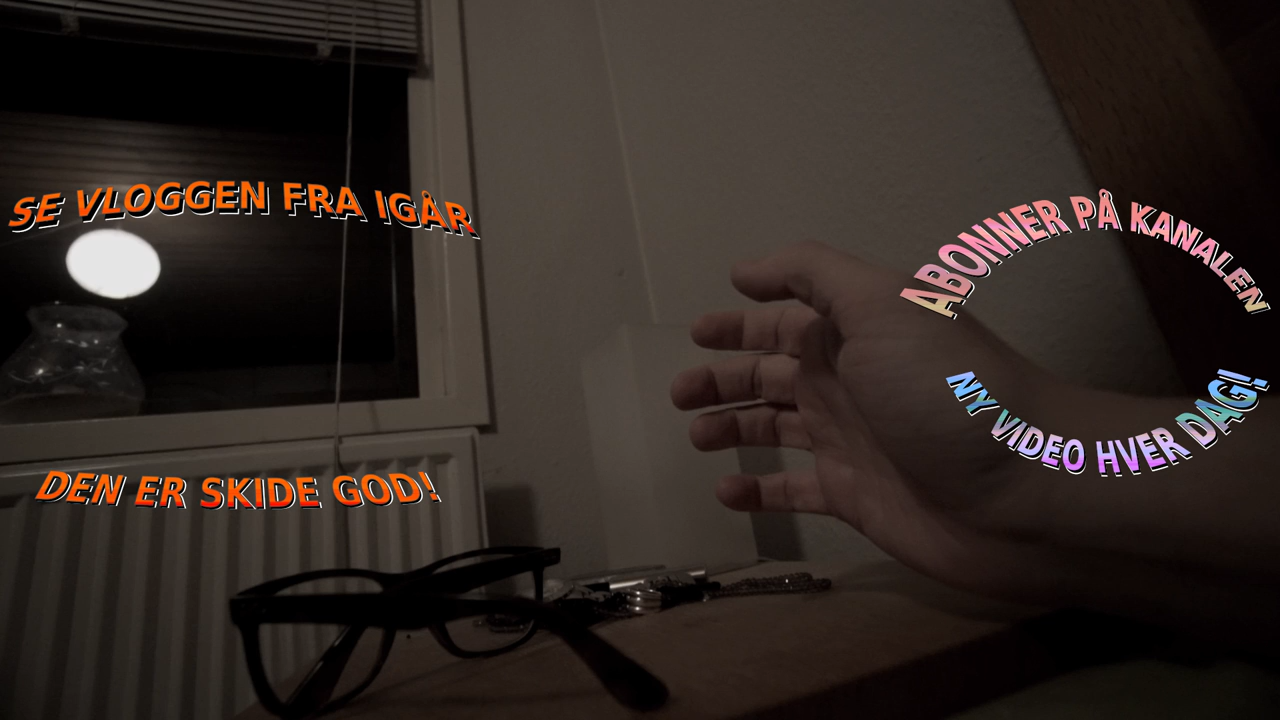 SE VLOGGEN FRA IGÅR
DEN ER SKIDE GOD!
ABONNER PÅ KANALEN
NY VIDEO HVER DAG!